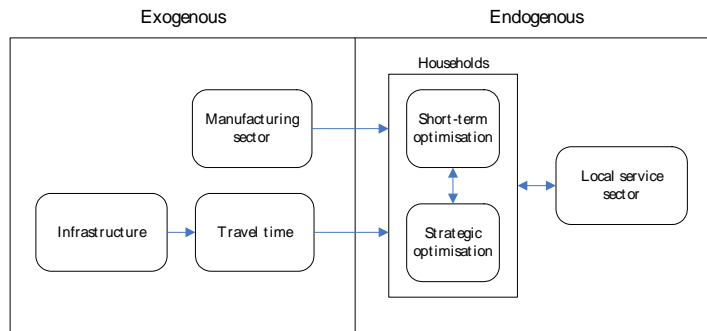 Exogenous
Endogenous
Households
Manufacturing
sector
Short-term
optimisation
Local service
sector
Infrastructure
Travel time
Strategic
optimisation